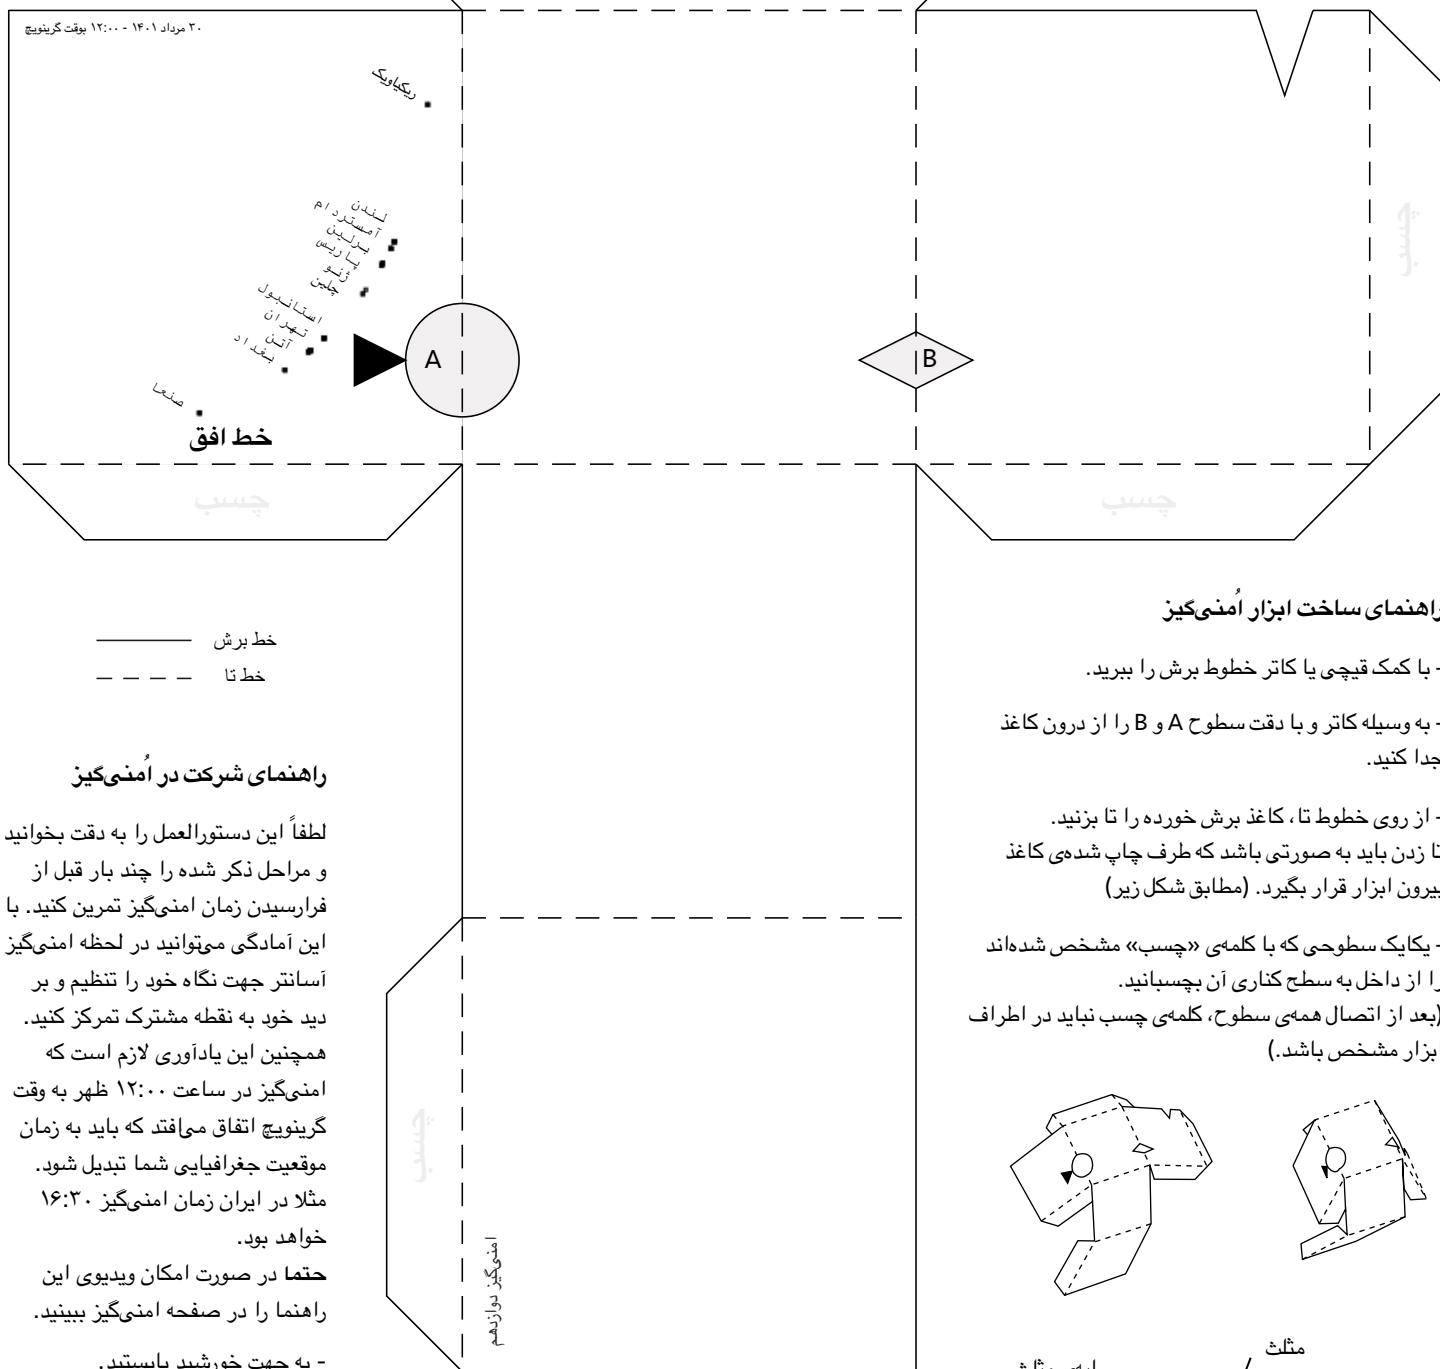 ۳۰ مرداد ۱۴۰۱ - ۱۲:۰۰ بوقت گرینویچ
ریکیاویک
لندن
آمستردام
برلین
پاریس
ژنو
چلین
استانبول
تهران
آتن
بغداد
صنعا
خط افق
A
B
چسب
چسب
چسب
خط برش
خط تا
راهنمای ساخت ابزار اُمنی‌گیز
- با کمک قیچی یا کاتر خطوط برش را ببرید.
- به وسیله کاتر و با دقت سطوح A و B را از درون کاغذ
جدا کنید.
- از روی خطوط تا، کاغذ برش خورده را تا بزنید.
تا زدن باید به صورتی باشد که طرف چاپ شده‌ی کاغذ
بیرون ابزار قرار بگیرد. (مطابق شکل زیر)
- یکایک سطوحی که با کلمه‌ی «چسب» مشخص شده‌اند
را از داخل به سطح کناری آن بچسبانید.
(بعد از اتصال همه‌ی سطوح، کلمه‌ی چسب نباید در اطراف
ابزار مشخص باشد.)
مثلث
راهنمای شرکت در اُمنی‌گیز
لطفاً این دستورالعمل را به دقت بخوانید
و مراحل ذکر شده را چند بار قبل از
فرارسیدن زمان امنی‌گیز تمرین کنید. با
این آمادگی می‌توانید در لحظه امنی‌گیز
آسانتر جهت نگاه خود را تنظیم و بر
دید خود به نقطه مشترک تمرکز کنید.
همچنین این یادآوری لازم است که
امنی‌گیز در ساعت ۱۲:۰۰ ظهر به وقت
گرینویچ اتفاق می‌افتد که باید به زمان
موقعیت جغرافیایی شما تبدیل شود.
مثلا در ایران زمان امنی‌گیز ۱۶:۳۰
خواهد بود.
حتما در صورت امکان ویدیوی این
راهنما را در صفحه امنی‌گیز ببینید.
- به جهت خورشید بایستید.
چسب
امنی‌گیز دوازدهم